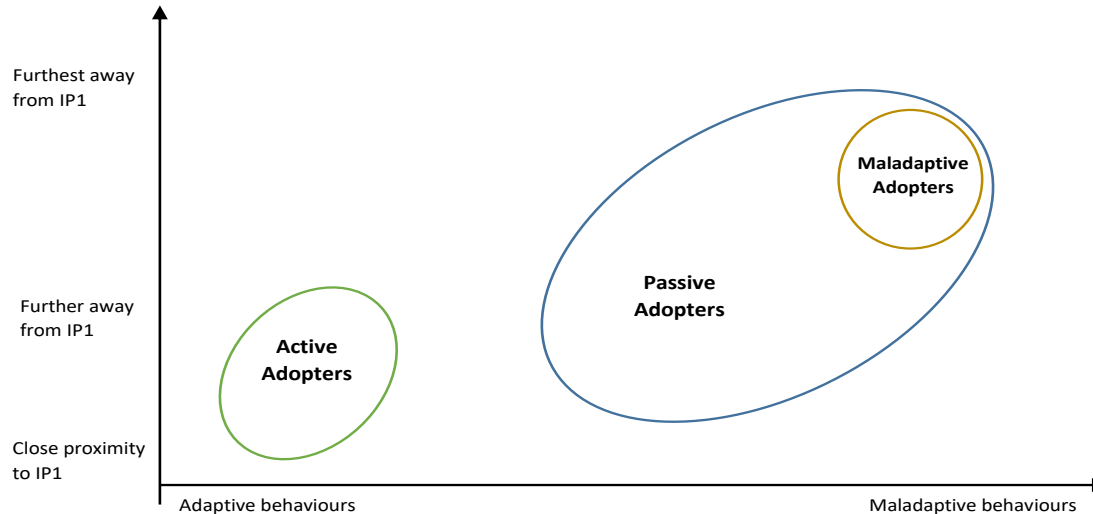 Furthest away
from IP1
Maladaptive
Adopters
Passive
Adopters
Further away
from IP1
Active
Adopters
Close proximity
to IP1
Adaptive behaviours
Maladaptive behaviours